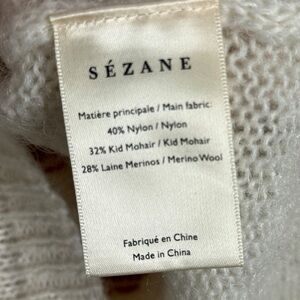 SÉZANE
Matière principale / Main fabric:
40% Nylon / Nylon
32% Kid Mohair / Kid Mohair
28% Laine Merinos / Merino Wool
Fabriqué en Chine
Made in China